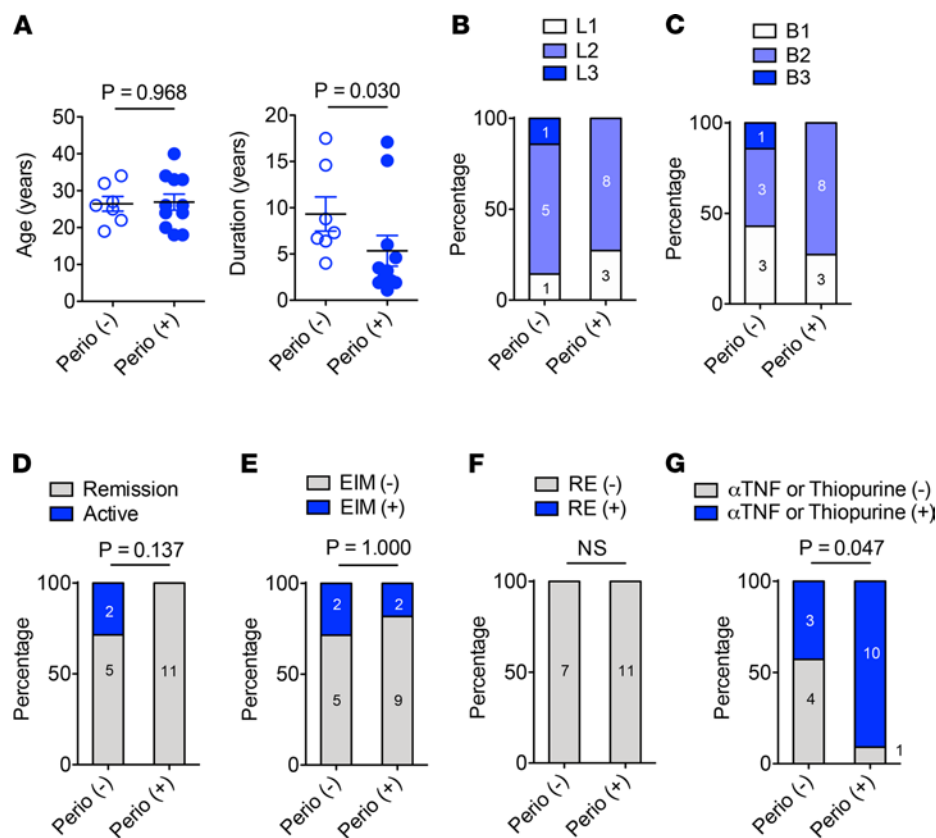 A
P = 0.968
50
40
30
20
10
0
Age (years)
Perio (-)
Perio (+)
P = 0.030
20
15
10
5
0
Duration (years)
Perio (-)
Perio (+)
B
L1
L2
L3
100
50
0
Percentage
1
5
1
8
3
Perio (-)
Perio (+)
C
B1
B2
B3
100
50
0
Percentage
1
3
3
8
3
Perio (-)
Perio (+)
D
Remission
Active
P = 0.137
100
50
0
Percentage
2
5
11
Perio (-)
Perio (+)
E
EIM (-)
EIM (+)
P = 1.000
100
50
0
Percentage
2
5
2
9
Perio (-)
Perio (+)
F
RE (-)
RE (+)
NS
100
50
0
Percentage
7
11
Perio (-)
Perio (+)
G
αTNF or Thiopurine (-)
αTNF or Thiopurine (+)
P = 0.047
100
50
0
Percentage
3
4
10
1
Perio (-)
Perio (+)